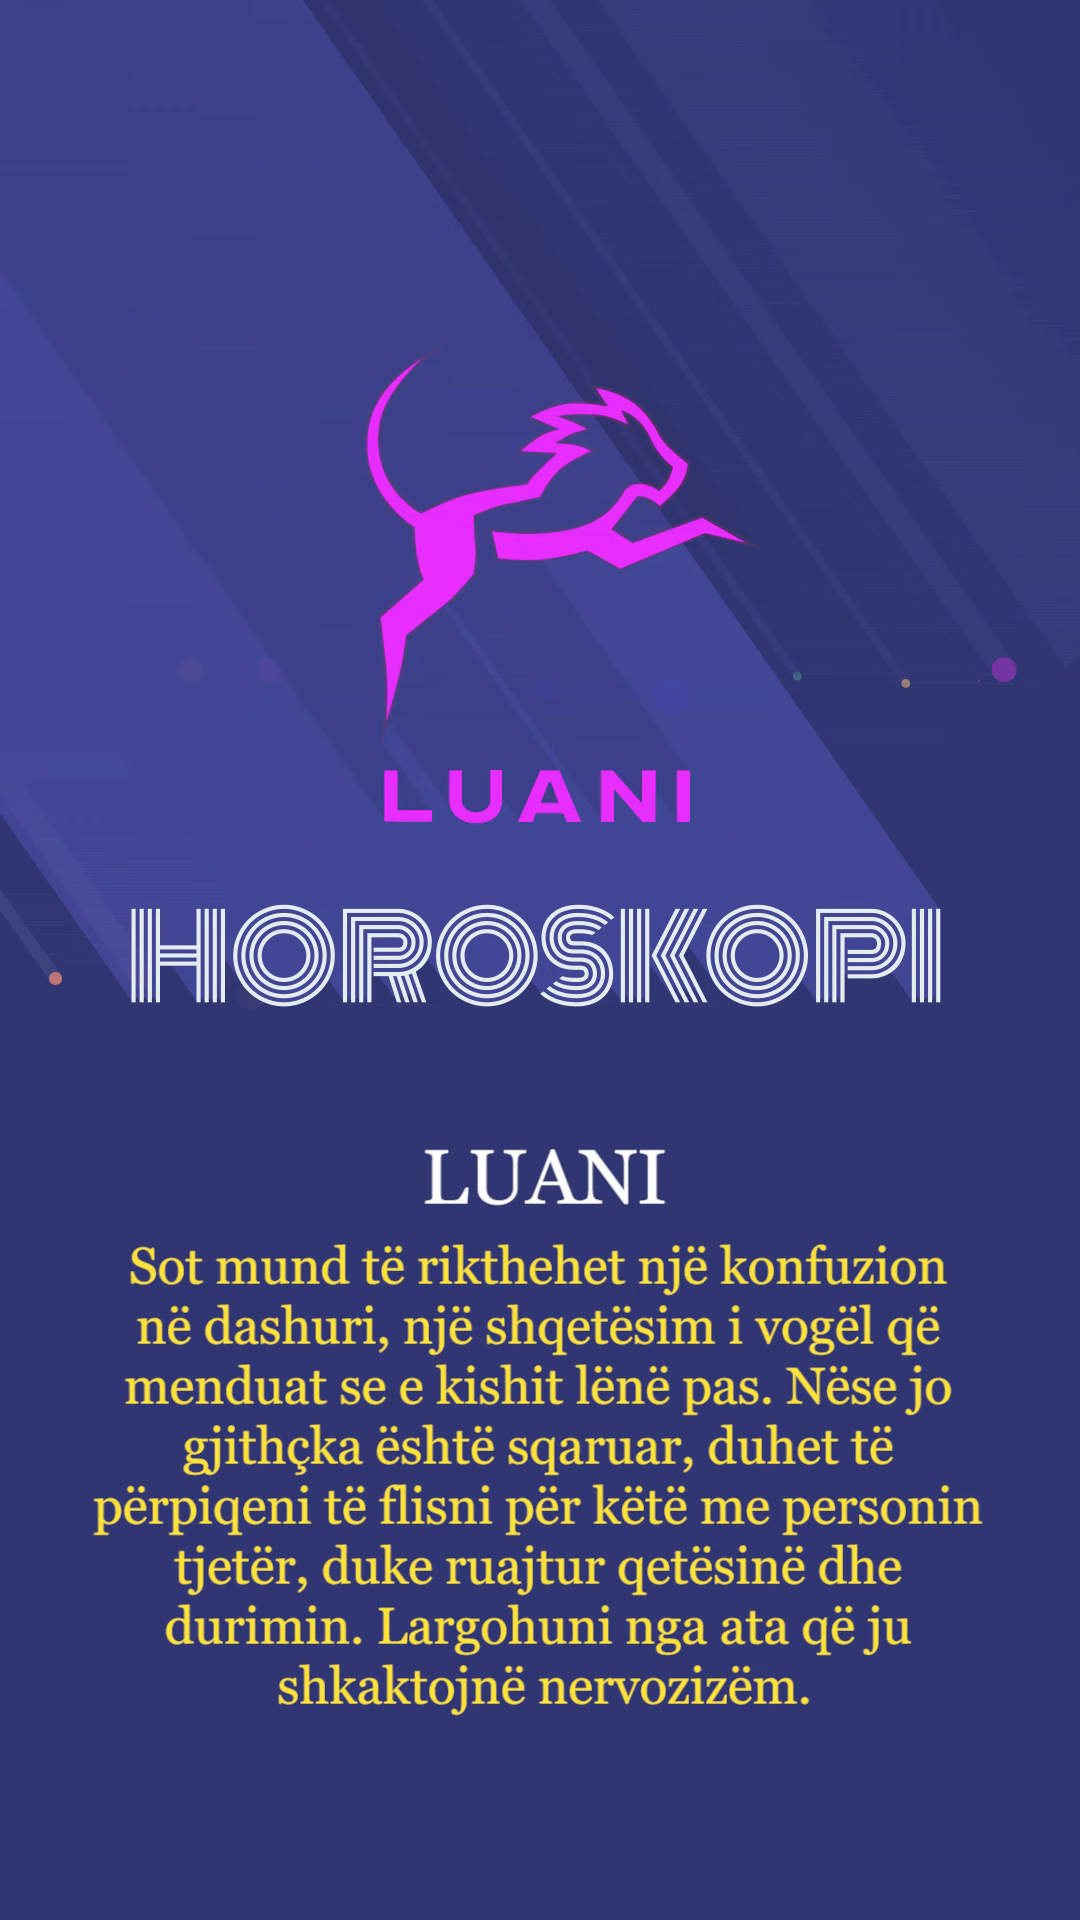 LUANI
HOROSKOPI
LUANI
Sot mund të rikthehet një konfuzion
në dashuri, një shqetësim i vogël që
menduat se e kishit lënë pas. Nëse jo
gjithçka është sqaruar, duhet të
përpiqeni të flisni për këtë me personin
tjetër, duke ruajtur qetësinë dhe
durimin. Largohuni nga ata që ju
shkaktojnë nervozizëm.